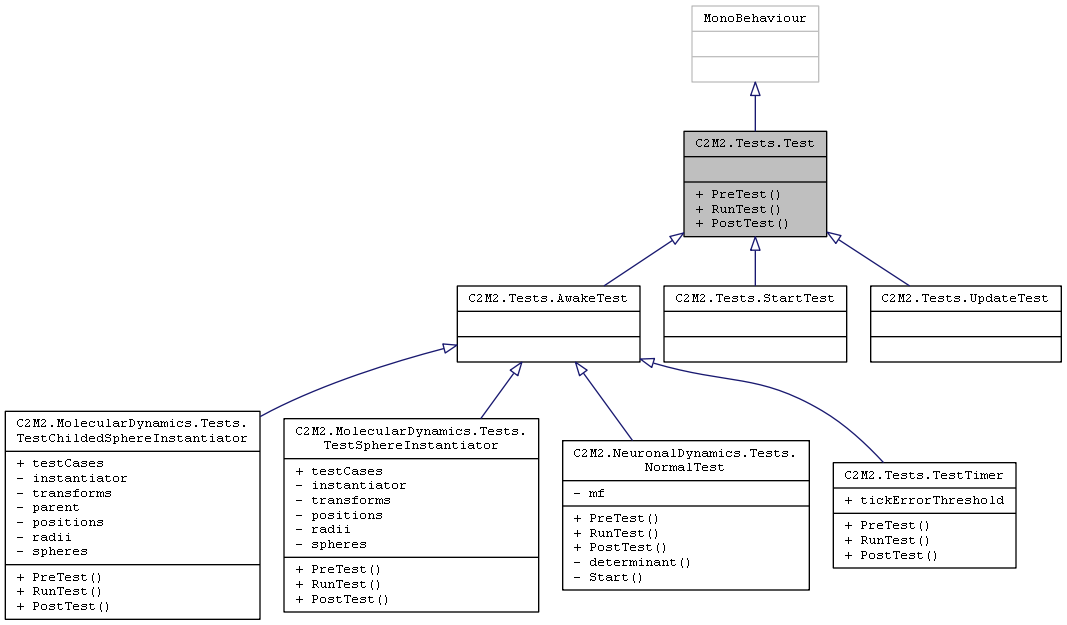 MonoBehaviour
C2M2.Tests.Test
+ PreTest()
+ RunTest()
+ PostTest()
C2M2.Tests.AwakeTest
C2M2.Tests.StartTest
C2M2.Tests.UpdateTest
C2M2.MolecularDynamics.Tests.
TestChildedSphereInstantiator
+ testCases
- instantiator
- transforms
- parent
- positions
- radii
- spheres
+ PreTest()
+ RunTest()
+ PostTest()
C2M2.MolecularDynamics.Tests.
TestSphereInstantiator
+ testCases
- instantiator
- transforms
- positions
- radii
- spheres
+ PreTest()
+ RunTest()
+ PostTest()
C2M2.NeuronalDynamics.Tests.
NormalTest
- mf
+ PreTest()
+ RunTest()
+ PostTest()
- determinant()
- Start()
C2M2.Tests.TestTimer
+ tickErrorThreshold
+ PreTest()
+ RunTest()
+ PostTest()